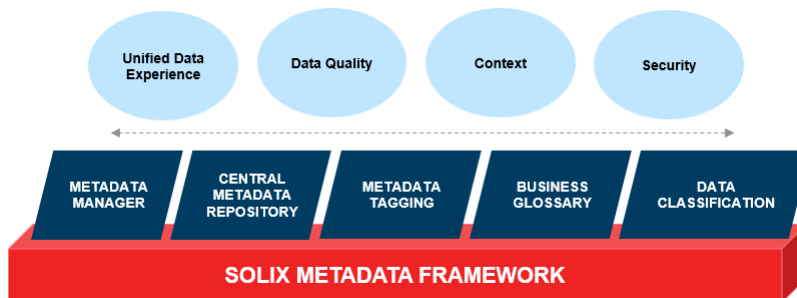 Unified Data
Experience
Data Quality
Context
Security
METADATA
MANAGER
CENTRAL
METADATA
REPOSITORY
METADATA
TAGGING
BUSINESS
GLOSSARY
DATA
CLASSIFICATION
SOLIX METADATA FRAMEWORK